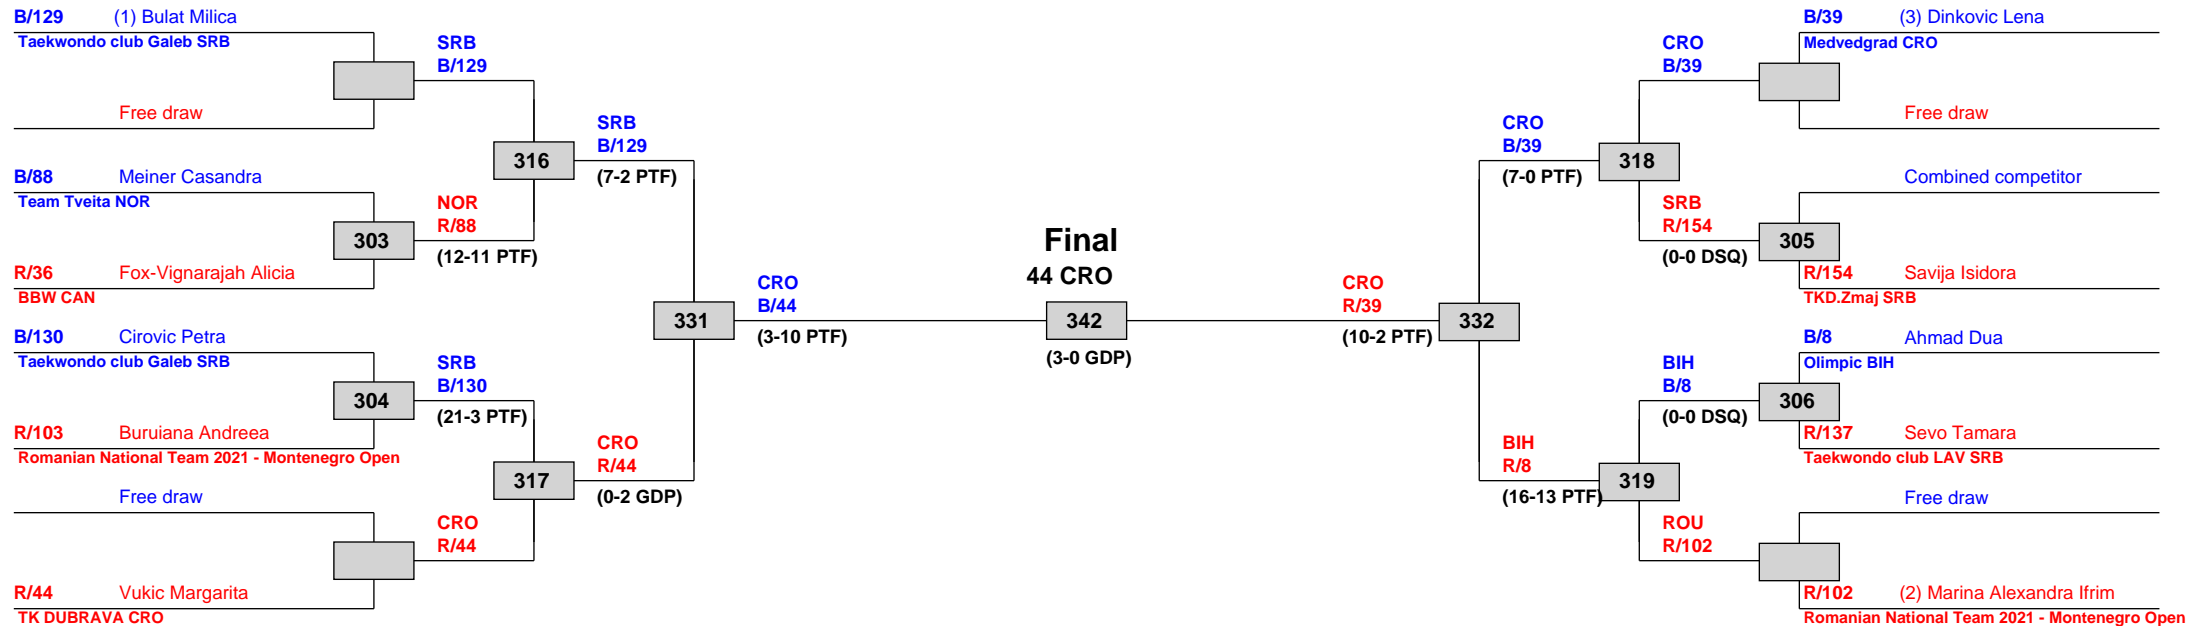 B/129 (1) Bulat Milica
Taekwondo club Galeb SRB
Free draw
B/88 Meiner Casandra
Team Tveita NOR
R/36 Fox-Vignarajah Alicia
BBW CAN
B/130 Cirovic Petra
Taekwondo club Galeb SRB
R/103 Buruiana Andreea
Romanian National Team 2021 - Montenegro Open
Free draw
R/44 Vukic Margarita
TK DUBRAVA CRO
303
304
SRB
B/129
NOR
R/88
(12-11 PTF)
SRB
B/130
(21-3 PTF)
CRO
R/44
316
317
SRB
B/129
(7-2 PTF)
CRO
R/44
(0-2 GDP)
331
CRO
B/44
(3-10 PTF)
Final
44 CRO
342
(3-0 GDP)
CRO
R/39
(10-2 PTF)
332
CRO
B/39
(7-0 PTF)
BIH
R/8
(16-13 PTF)
318
319
CRO
B/39
SRB
R/154
(0-0 DSQ)
BIH
B/8
(0-0 DSQ)
ROU
R/102
305
306
B/39 (3) Dinkovic Lena
Medvedgrad CRO
Free draw
Combined competitor
R/154 Savija Isidora
TKD.Zmaj SRB
B/8 Ahmad Dua
Olimpic BIH
R/137 Sevo Tamara
Taekwondo club LAV SRB
Free draw
R/102 (2) Marina Alexandra Ifrim
Romanian National Team 2021 - Montenegro Open